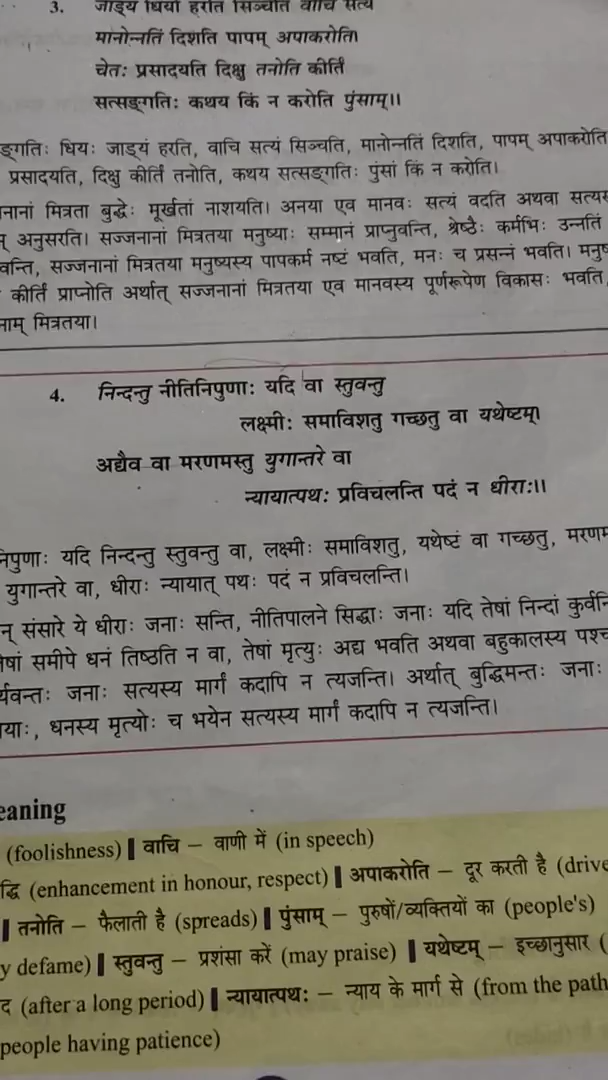 3. जाड्यं धियो हरति सिञ्चति वाचि सत्यं
मानोन्नतिं दिशति पापम् अपाकरोति।
चेतः प्रसादयति दिक्षु तनोति कीर्तिं
सत्सङ्गतिः कथय किं न करोति पुंसाम्।।
ङ्गतिः धियः जाड्यं हरति, वाचि सत्यं सिञ्चति, मानोन्नतिं दिशति, पापम् अपाकरोति
प्रसादयति, दिक्षु कीर्तिं तनोति, कथय सत्सङ्गतिः पुंसां किं न करोति।
नानां मित्रता बुद्धेः मूर्खतां नाशयति। अनया एव मानवः सत्यं वदति अथवा सत्यस
् अनुसरति। सज्जनानां मित्रतया मनुष्याः सम्मानं प्राप्नुवन्ति, श्रेष्ठैः कर्मभिः उन्नतिं
वन्ति, सज्जनानां मित्रतया मनुष्यस्य पापकर्म नष्टं भवति, मनः च प्रसन्नं भवति। मनुष
कीर्तिं प्राप्नोति अर्थात् सज्जनानां मित्रतया एव मानवस्य पूर्णरूपेण विकासः भवति,
नाम् मित्रतया।
4. निन्दन्तु नीतिनिपुणाः यदि वा स्तुवन्तु
लक्ष्मीः समाविशतु गच्छतु वा यथेष्टम्।
अद्यैव वा मरणमस्तु युगान्तरे वा
न्यायात्पथः प्रविचलन्ति पदं न धीराः।।
निपुणाः यदि निन्दन्तु स्तुवन्तु वा, लक्ष्मीः समाविशतु, यथेष्टं वा गच्छतु, मरणम
युगान्तरे वा, धीराः न्यायात् पथः पदं न प्रविचलन्ति।
न् संसारे ये धीराः जनाः सन्ति, नीतिपालने सिद्धाः जनाः यदि तेषां निन्दां कुर्वन्ति
षां समीपे धनं तिष्ठति न वा, तेषां मृत्युः अद्य भवति अथवा बहुकालस्य पश्च
र्यवन्तः जनाः सत्यस्य मार्गं कदापि न त्यजन्ति। अर्थात् बुद्धिमन्तः जनाः
याः, धनस्य मृत्योः च भयेन सत्यस्य मार्गं कदापि न त्यजन्ति।
eaning
(foolishness) | वाचि – वाणी में (in speech)
द्धि (enhancement in honour, respect) | अपाकरोति – दूर करती है (drive
| तनोति – फैलाती है (spreads) | पुंसाम् – पुरुषों/व्यक्तियों का (people's)
y defame) | स्तुवन्तु – प्रशंसा करें (may praise) | यथेष्टम् – इच्छानुसार (
द (after a long period) | न्यायात्पथः – न्याय के मार्ग से (from the path
people having patience)